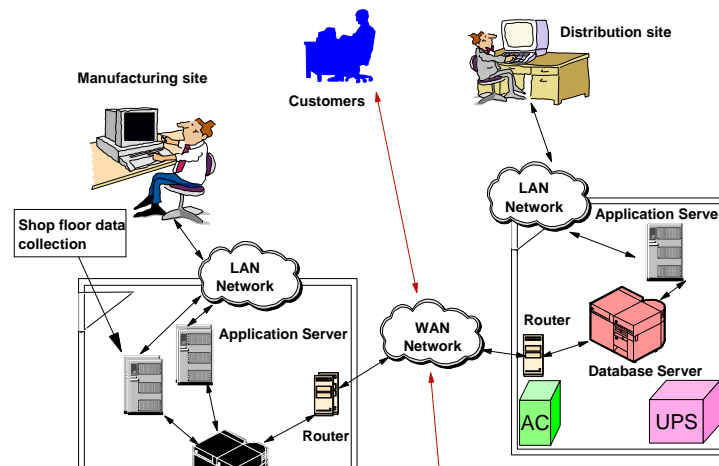 Distribution site
Manufacturing site
Customers
LAN
Network
Application Server
Shop floor data
collection
LAN
Network
Router
WAN
Network
Application Server
Database Server
Router
AC
UPS